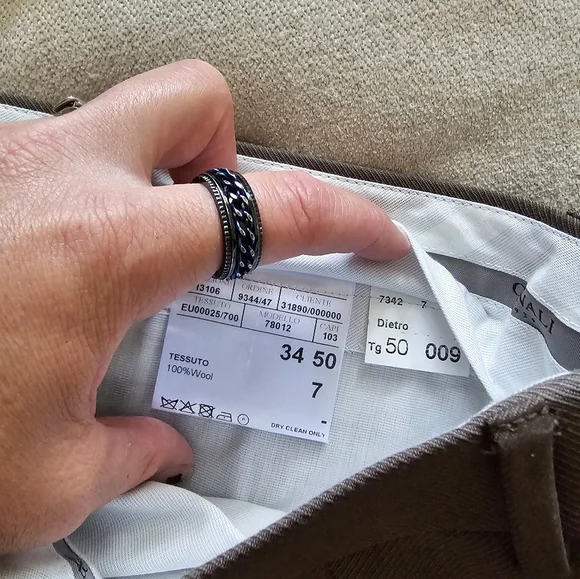 I3106 ORDINE 9344/47 CLIENTE 31890/000000
TESSUTO EU00025/700 MODELLO 78012 CAPI 103
34 50
TESSUTO
100%Wool
7
-
DRY CLEAN ONLY
7342 7
Dietro
Tg 50 009